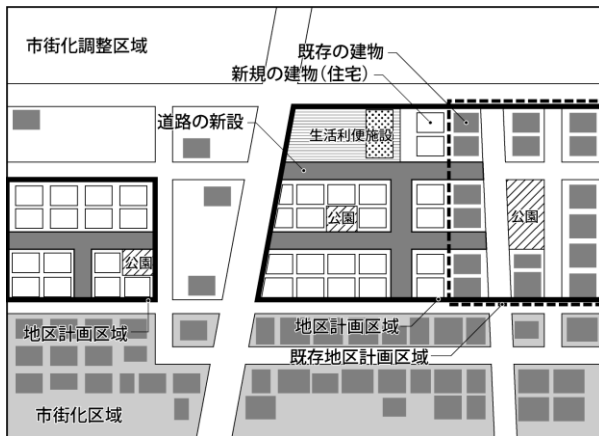 市街化調整区域
既存の建物
新規の建物(住宅)
道路の新設
生活利便施設
公園
公園
公園
地区計画区域
地区計画区域
既存地区計画区域
市街化区域